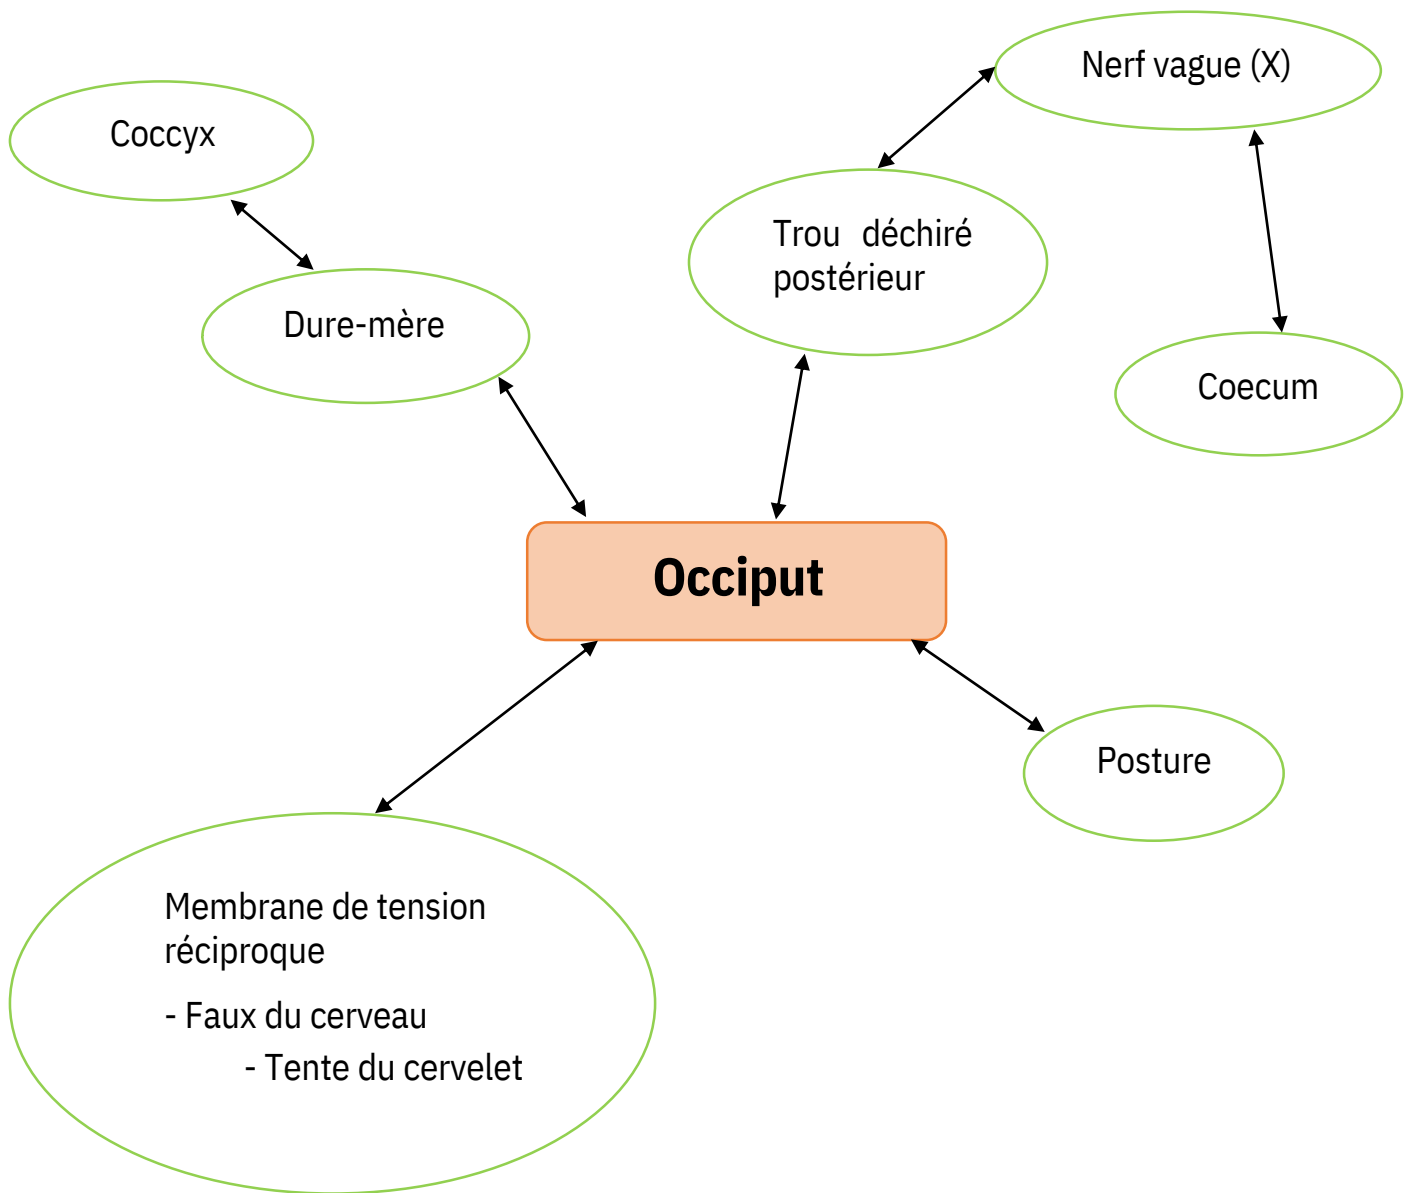 Nerf vague (X)
Coccyx
Trou déchiré
postérieur
Dure-mère
Coecum
Occiput
Posture
Membrane de tension
réciproque
- Faux du cerveau
- Tente du cervelet